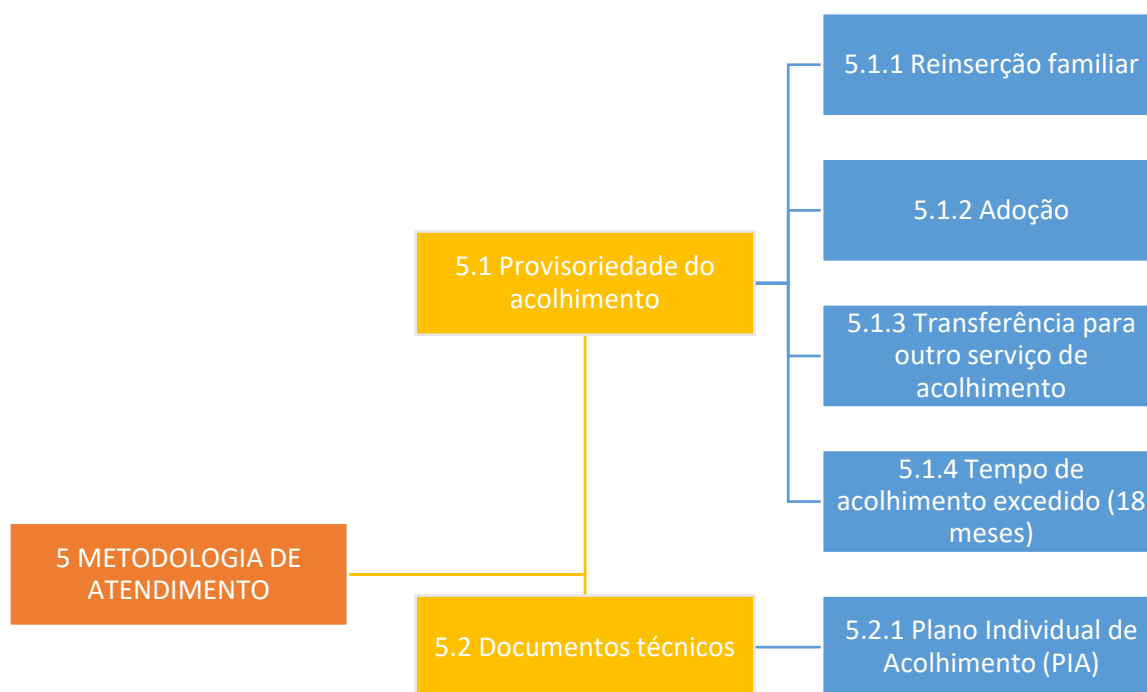 5 METODOLOGIA DE
ATENDIMENTO
5.1 Provisoriedade do
acolhimento
5.1.1 Reinserção familiar
5.1.2 Adoção
5.1.3 Transferência para
outro serviço de
acolhimento
5.1.4 Tempo de
acolhimento excedido (18
meses)
5.2 Documentos técnicos
5.2.1 Plano Individual de
Acolhimento (PIA)